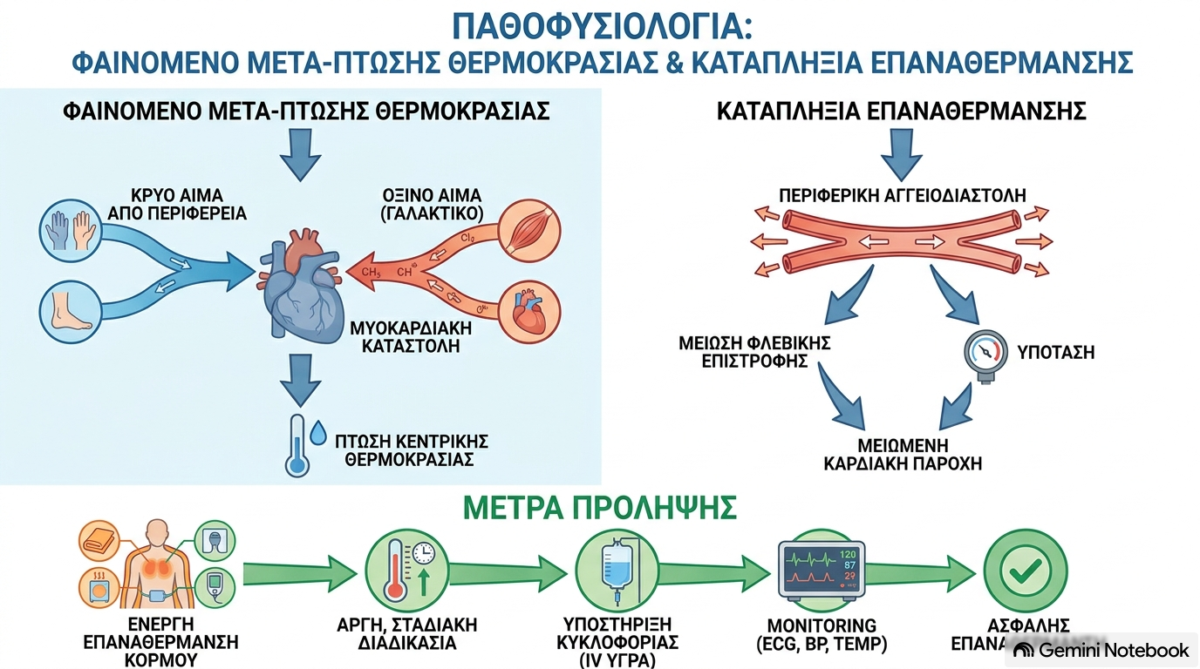 ΠΑΘΟΦΥΣΙΟΛΟΓΙΑ:
ΦΑΙΝΟΜΕΝΟ ΜΕΤΑ-ΠΤΩΣΗΣ ΘΕΡΜΟΚΡΑΣΙΑΣ & ΚΑΤΑΠΛΗΞΙΑ ΕΠΑΝΑΘΕΡΜΑΝΣΗΣ
ΦΑΙΝΟΜΕΝΟ ΜΕΤΑ-ΠΤΩΣΗΣ ΘΕΡΜΟΚΡΑΣΙΑΣ
ΚΡΥΟ ΑΙΜΑ
ΑΠΟ ΠΕΡΙΦΕΡΕΙΑ
ΟΞΙΝΟ ΑΙΜΑ
(ΓΑΛΑΚΤΙΚΟ)
ΜΥΟΚΑΡΔΙΑΚΗ
ΚΑΤΑΣΤΟΛΗ
ΠΤΩΣΗ ΚΕΝΤΡΙΚΗΣ
ΘΕΡΜΟΚΡΑΣΙΑΣ
ΚΑΤΑΠΛΗΞΙΑ ΕΠΑΝΑΘΕΡΜΑΝΣΗΣ
ΠΕΡΙΦΕΡΙΚΗ ΑΓΓΕΙΟΔΙΑΣΤΟΛΗ
ΜΕΙΩΣΗ ΦΛΕΒΙΚΗΣ
ΕΠΙΣΤΡΟΦΗΣ
ΥΠΟΤΑΣΗ
ΜΕΙΩΜΕΝΗ
ΚΑΡΔΙΑΚΗ ΠΑΡΟΧΗ
ΜΕΤΡΑ ΠΡΟΛΗΨΗΣ
ΕΝΕΡΓΗ
ΕΠΑΝΑΘΕΡΜΑΝΣΗ
ΚΟΡΜΟΥ
ΑΡΓΗ, ΣΤΑΔΙΑΚΗ
ΔΙΑΔΙΚΑΣΙΑ
ΥΠΟΣΤΗΡΙΞΗ
ΚΥΚΛΟΦΟΡΙΑΣ
(IV ΥΓΡΑ)
120
87
29
MONITORING
(ECG, BP, TEMP)
ΑΣΦΑΛΗΣ
Gemini Notebook